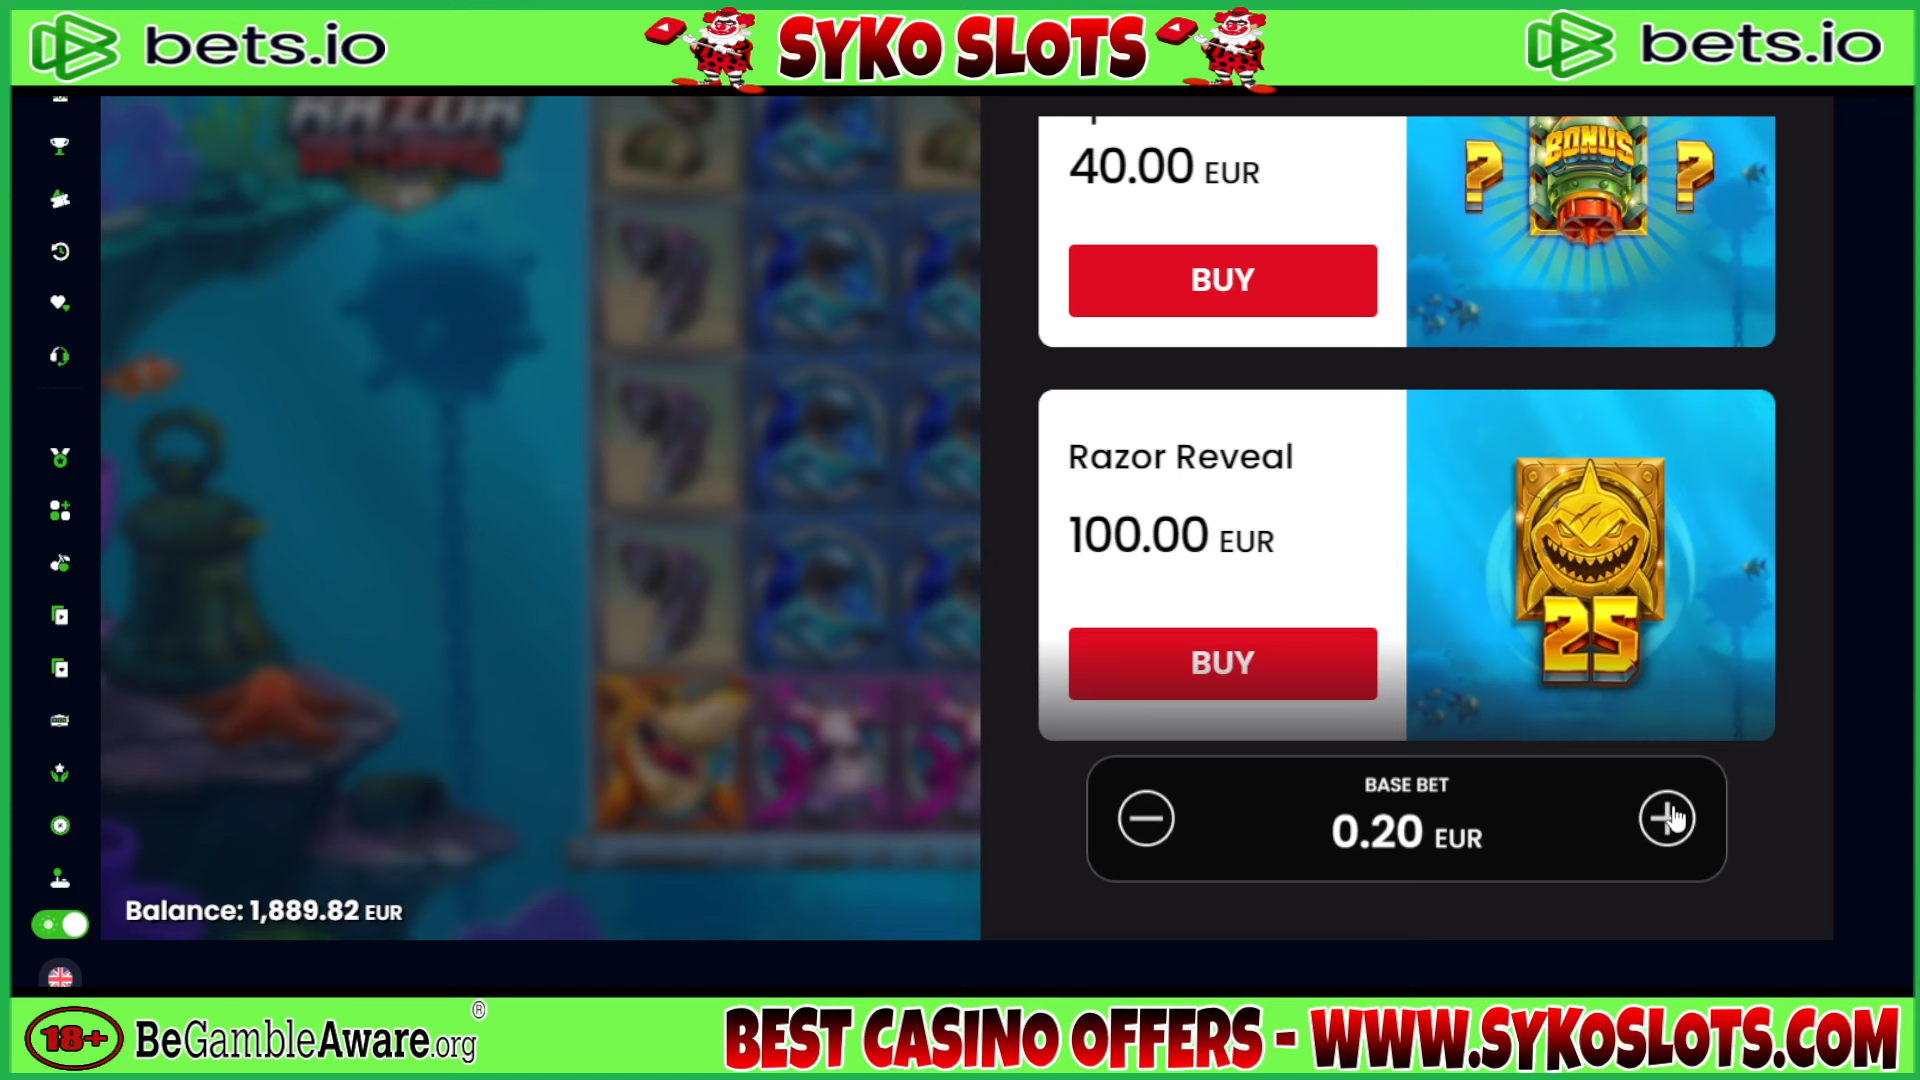 bets.io
SYKO SLOTS
bets.io
RAZOR
40.00 EUR
BONUS
? ?
BUY
Razor Reveal
100.00 EUR
25
BUY
BASE BET
0.20 EUR
Balance: 1,889.82 EUR
18+ BeGambleAware.org®
BEST CASINO OFFERS - WWW.SYKOSLOTS.COM